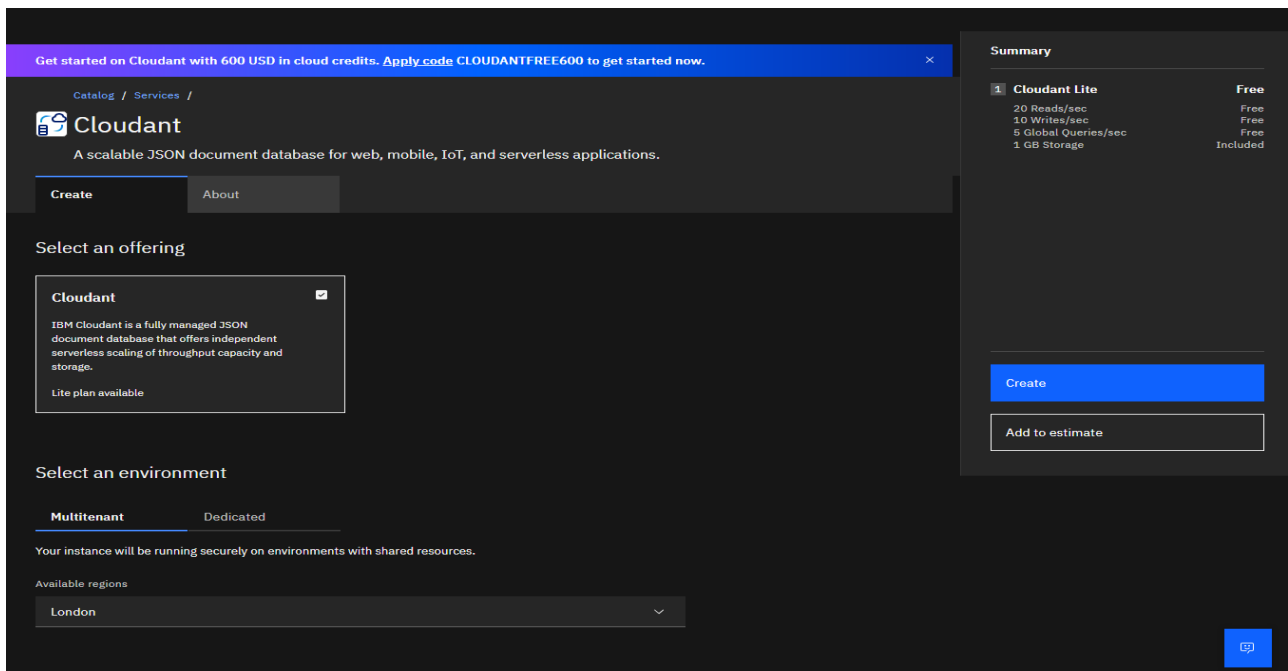 Get started on Cloudant with 600 USD in cloud credits. Apply code CLOUDANTFREE600 to get started now.
Catalog / Services /
Cloudant
A scalable JSON document database for web, mobile, IoT, and serverless applications.
Create
About
Select an offering
Cloudant
IBM Cloudant is a fully managed JSON
document database that offers independent
serverless scaling of throughput capacity and
storage.
Lite plan available
Select an environment
Multitenant
Dedicated
Your instance will be running securely on environments with shared resources.
Available regions
London
Summary
1 Cloudant Lite Free
20 Reads/sec Free
10 Writes/sec Free
5 Global Queries/sec Free
1 GB Storage Included
Create
Add to estimate